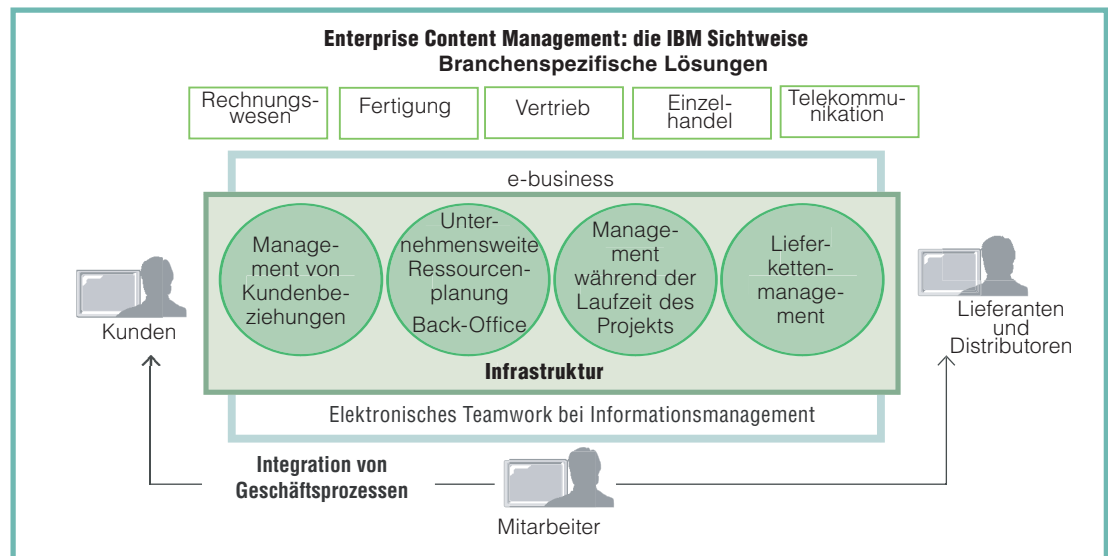 Enterprise Content Management: die IBM Sichtweise
Branchenspezifische Lösungen
Rechnungs-
wesen
Fertigung
Vertrieb
Einzel-
handel
Telekommu-
nikation
e-business
Manage-
ment von
Kundenbe-
ziehungen
Unter-
nehmensweite
Ressourcen-
planung
Back-Office
Manage-
ment
während der
Laufzeit des
Projekts
Liefer-
ketten-
manage-
ment
Infrastruktur
Elektronisches Teamwork bei Informationsmanagement
Kunden
Lieferanten
und
Distributoren
Integration von
Geschäftsprozessen
Mitarbeiter